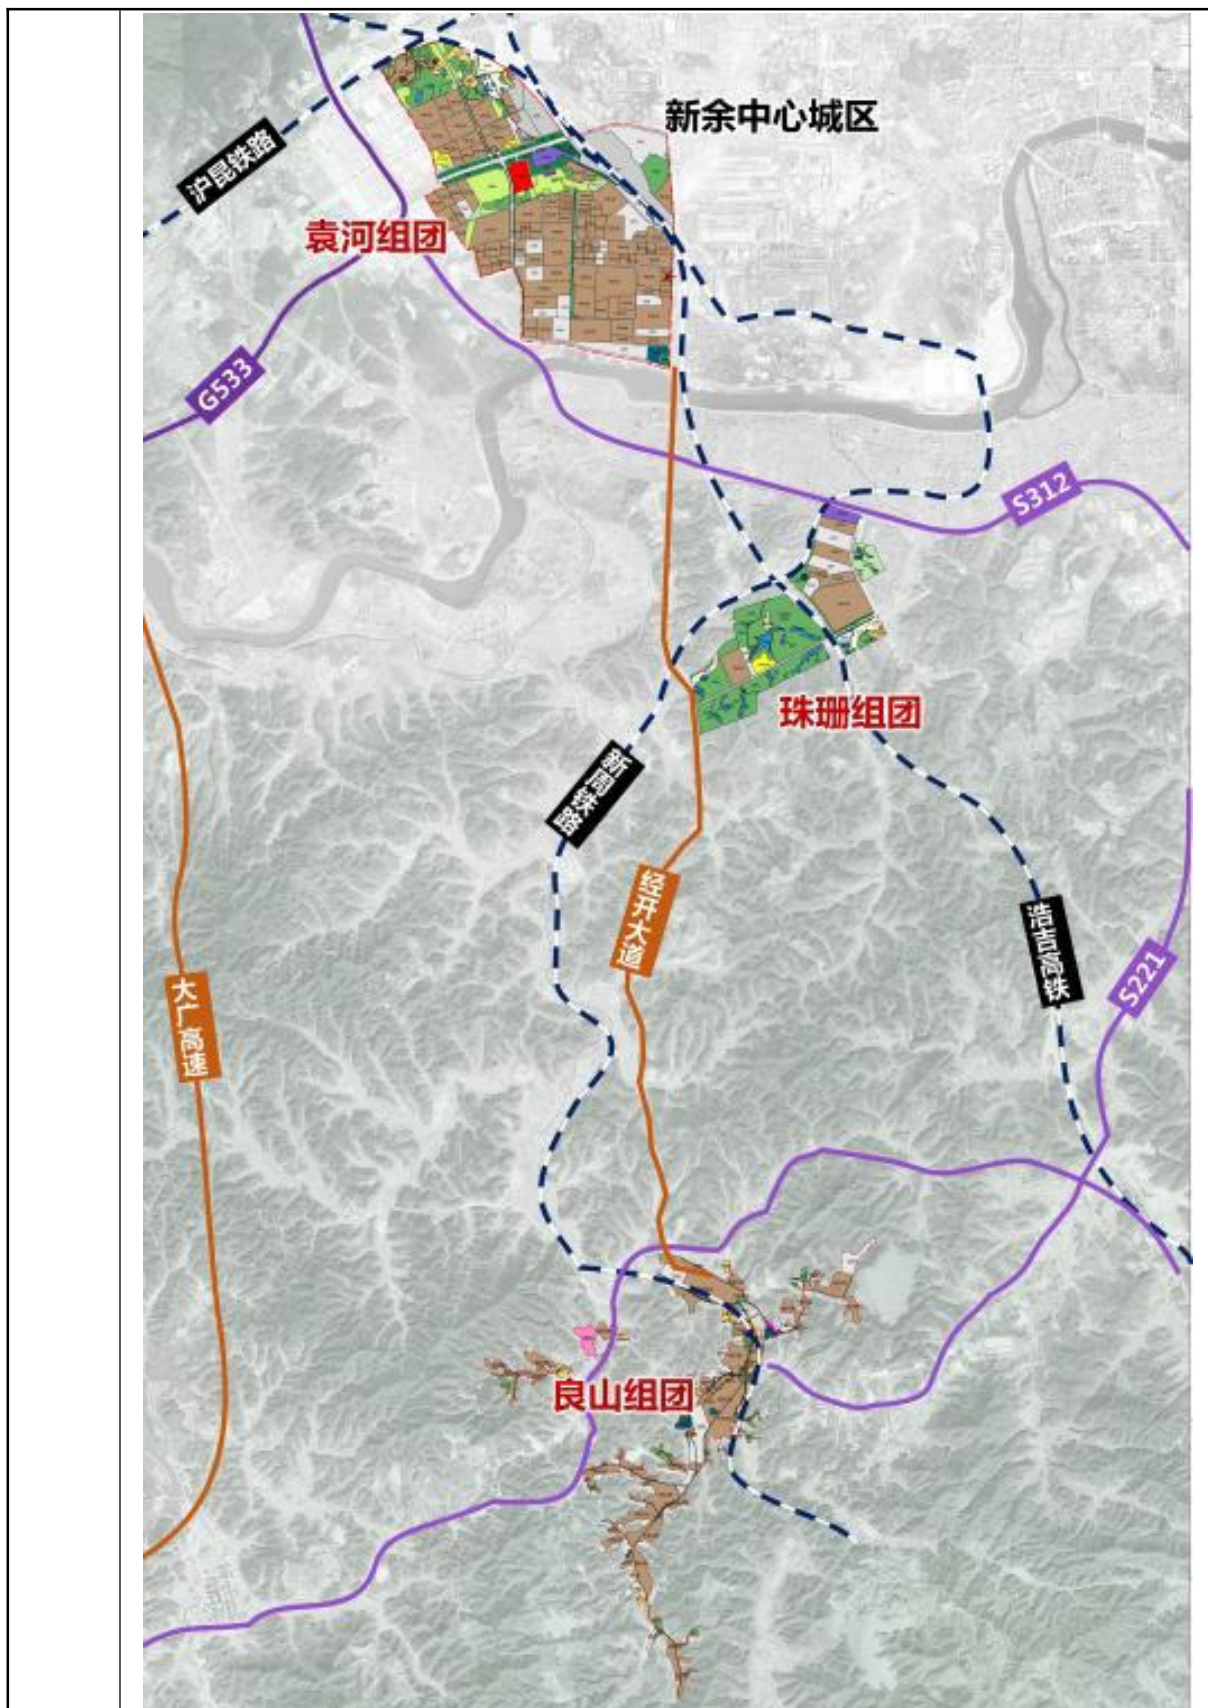 新余中心城区
沪昆铁路
袁河组团
G533
S312
珠珊组团
新周铁路
经开大道
浩吉高铁
S221
大广高速
良山组团